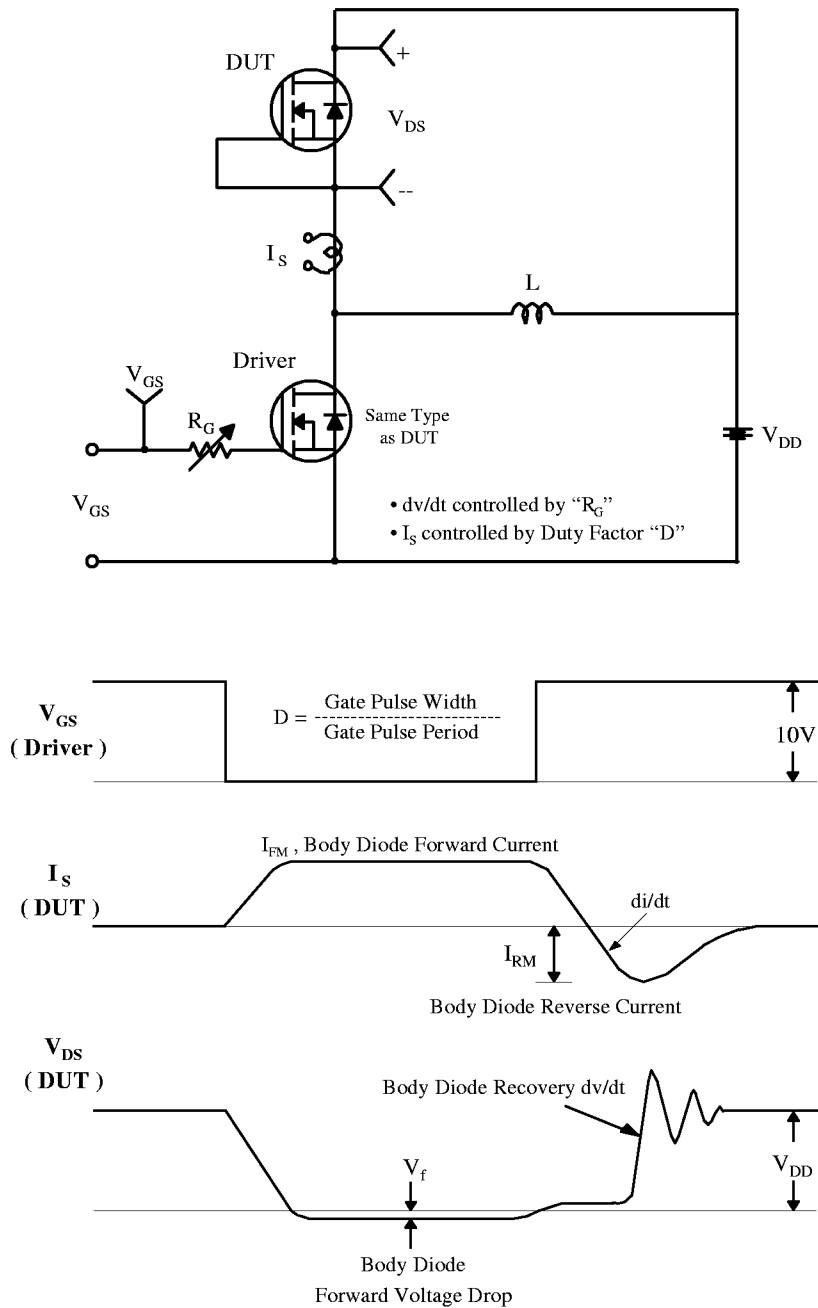 DUT
+
V_DS
--
I_S
L
Driver
V_GS
R_G
Same Type
as DUT
V_DD
V_GS
• dv/dt controlled by “R_G”
• I_S controlled by Duty Factor “D”
V_GS
( Driver )
D = Gate Pulse Width
--------------------------
Gate Pulse Period
10V
I_FM , Body Diode Forward Current
I_S
( DUT )
di/dt
I_RM
Body Diode Reverse Current
V_DS
( DUT )
Body Diode Recovery dv/dt
V_f
V_DD
Body Diode
Forward Voltage Drop